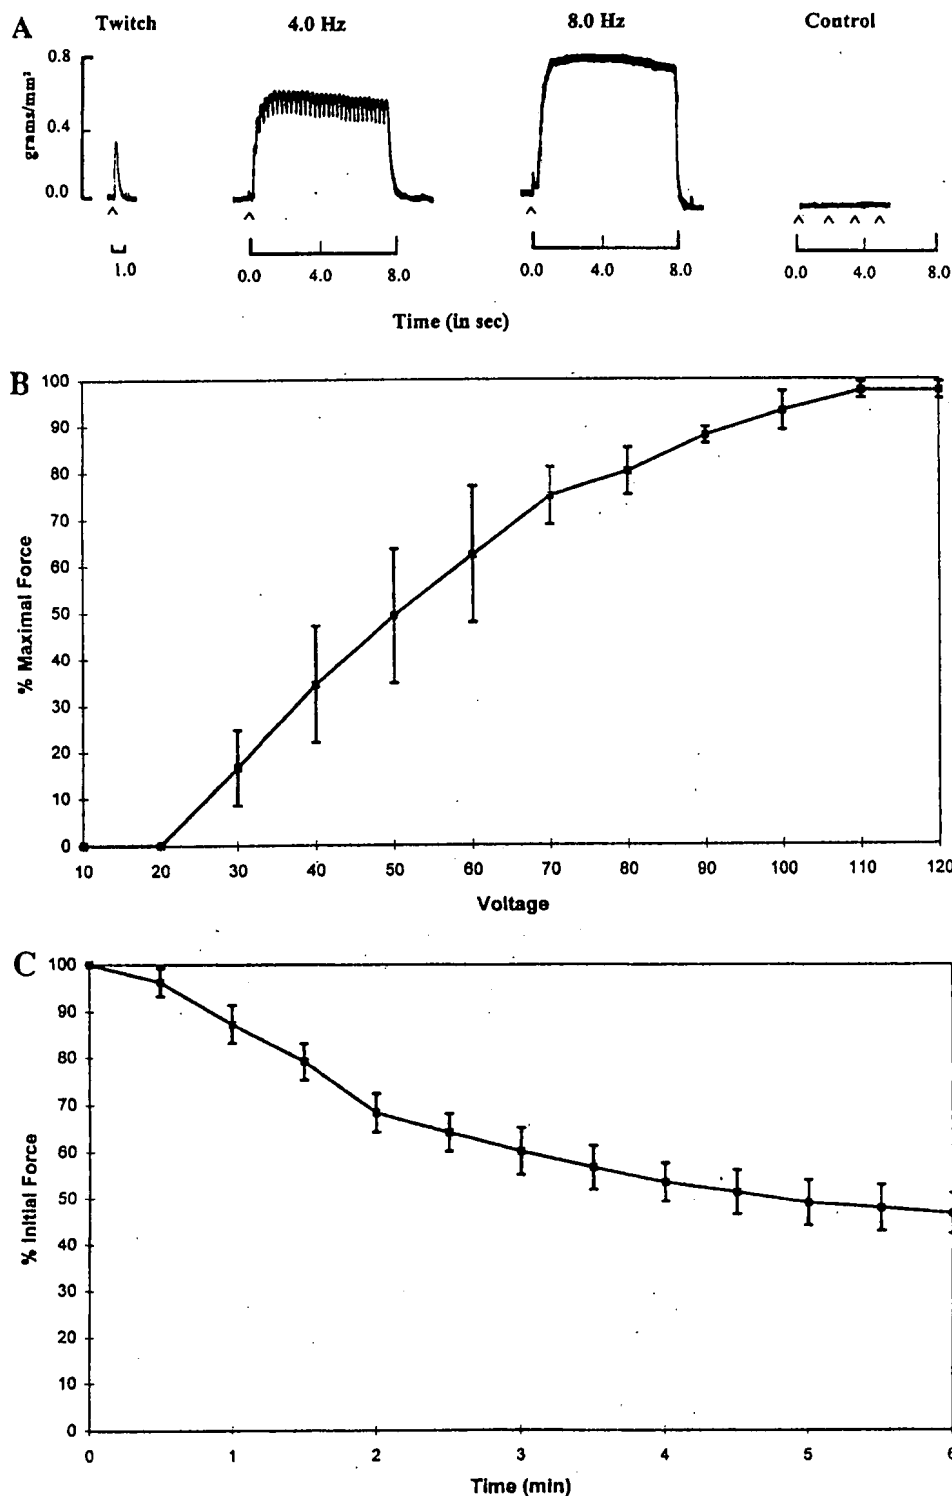 A
Twitch 4.0 Hz 8.0 Hz Control
grams/mm²
0.8
0.4
0.0
^ ^ ^ ^ ^ ^ ^
1.0 0.0 4.0 8.0 0.0 4.0 8.0 0.0 4.0 8.0
Time (in sec)
B
% Maximal Force
100
90
80
70
60
50
40
30
20
10
0
10 20 30 40 50 60 70 80 90 100 110 120
Voltage
C
% Initial Force
100
90
80
70
60
50
40
30
20
10
0
0 1 2 3 4 5 6
Time (min)